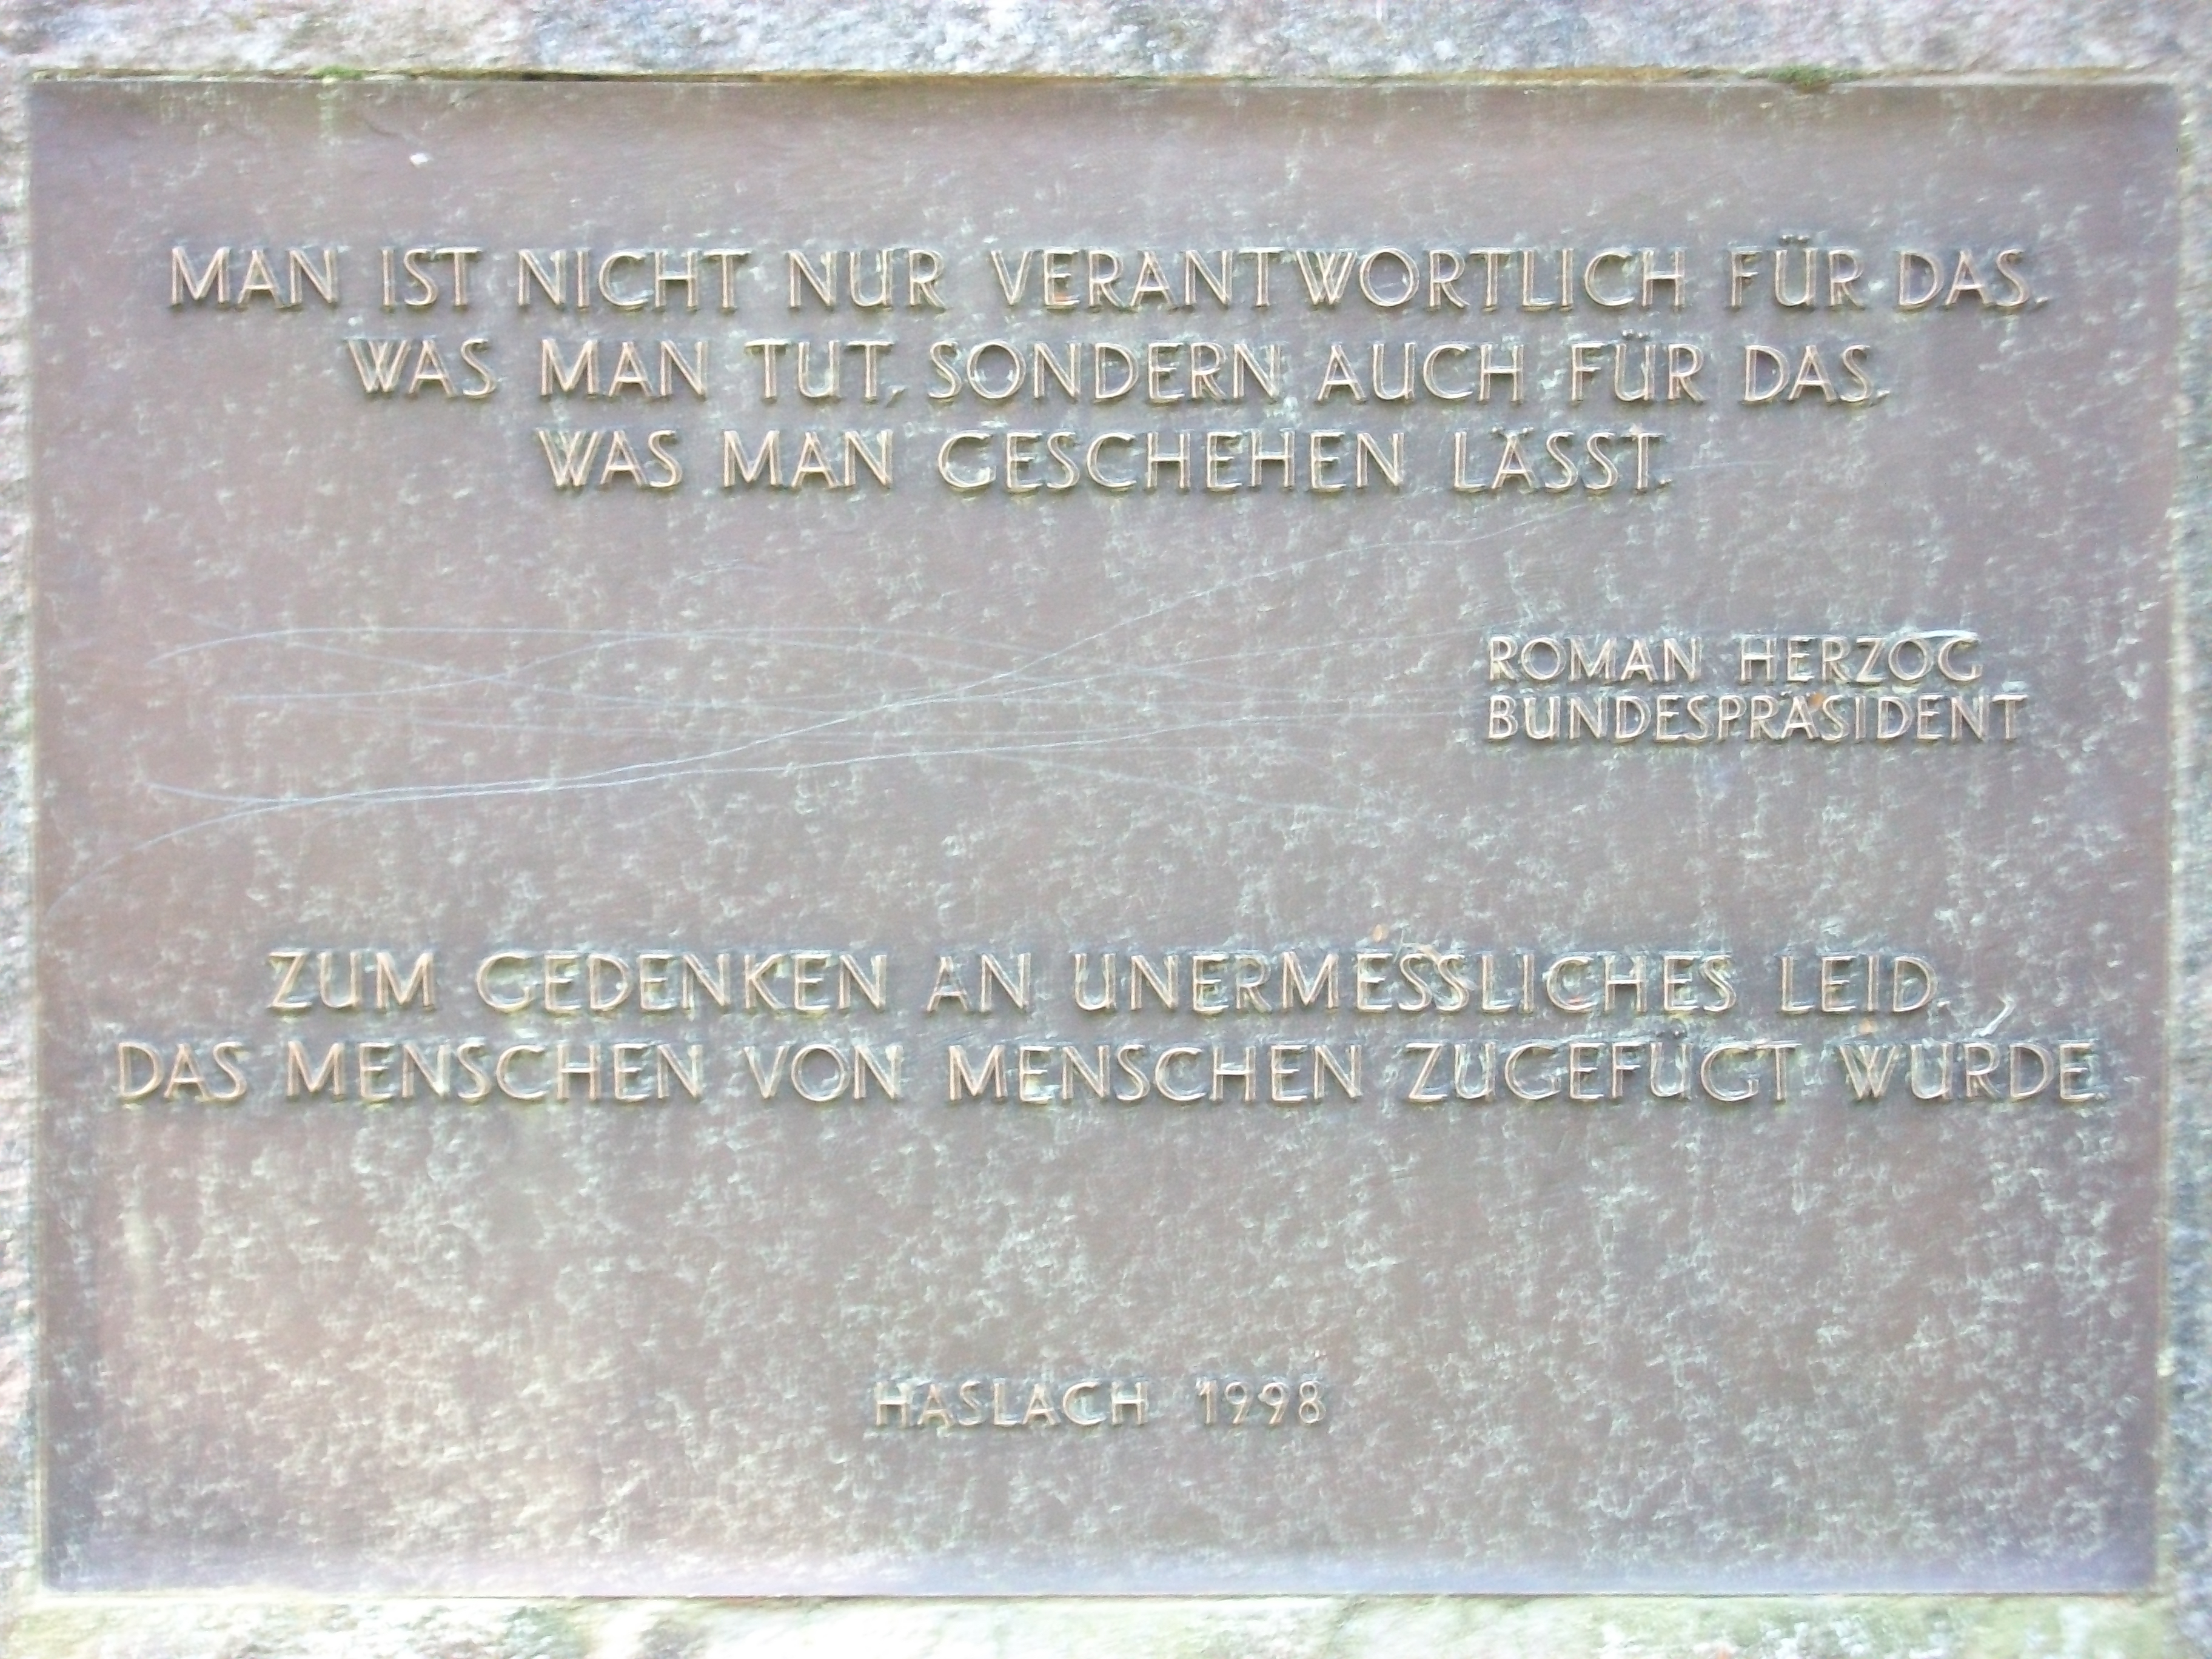 MAN IST NICHT NUR VERANTWORTLICH FÜR DAS,
WAS MAN TUT, SONDERN AUCH FÜR DAS,
WAS MAN GESCHEHEN LÄSST.
ROMAN HERZOG
BUNDESPRÄSIDENT
ZUM GEDENKEN AN UNERMESSLICHES LEID,
DAS MENSCHEN VON MENSCHEN ZUGEFÜGT WURDE.
HASLACH 1998